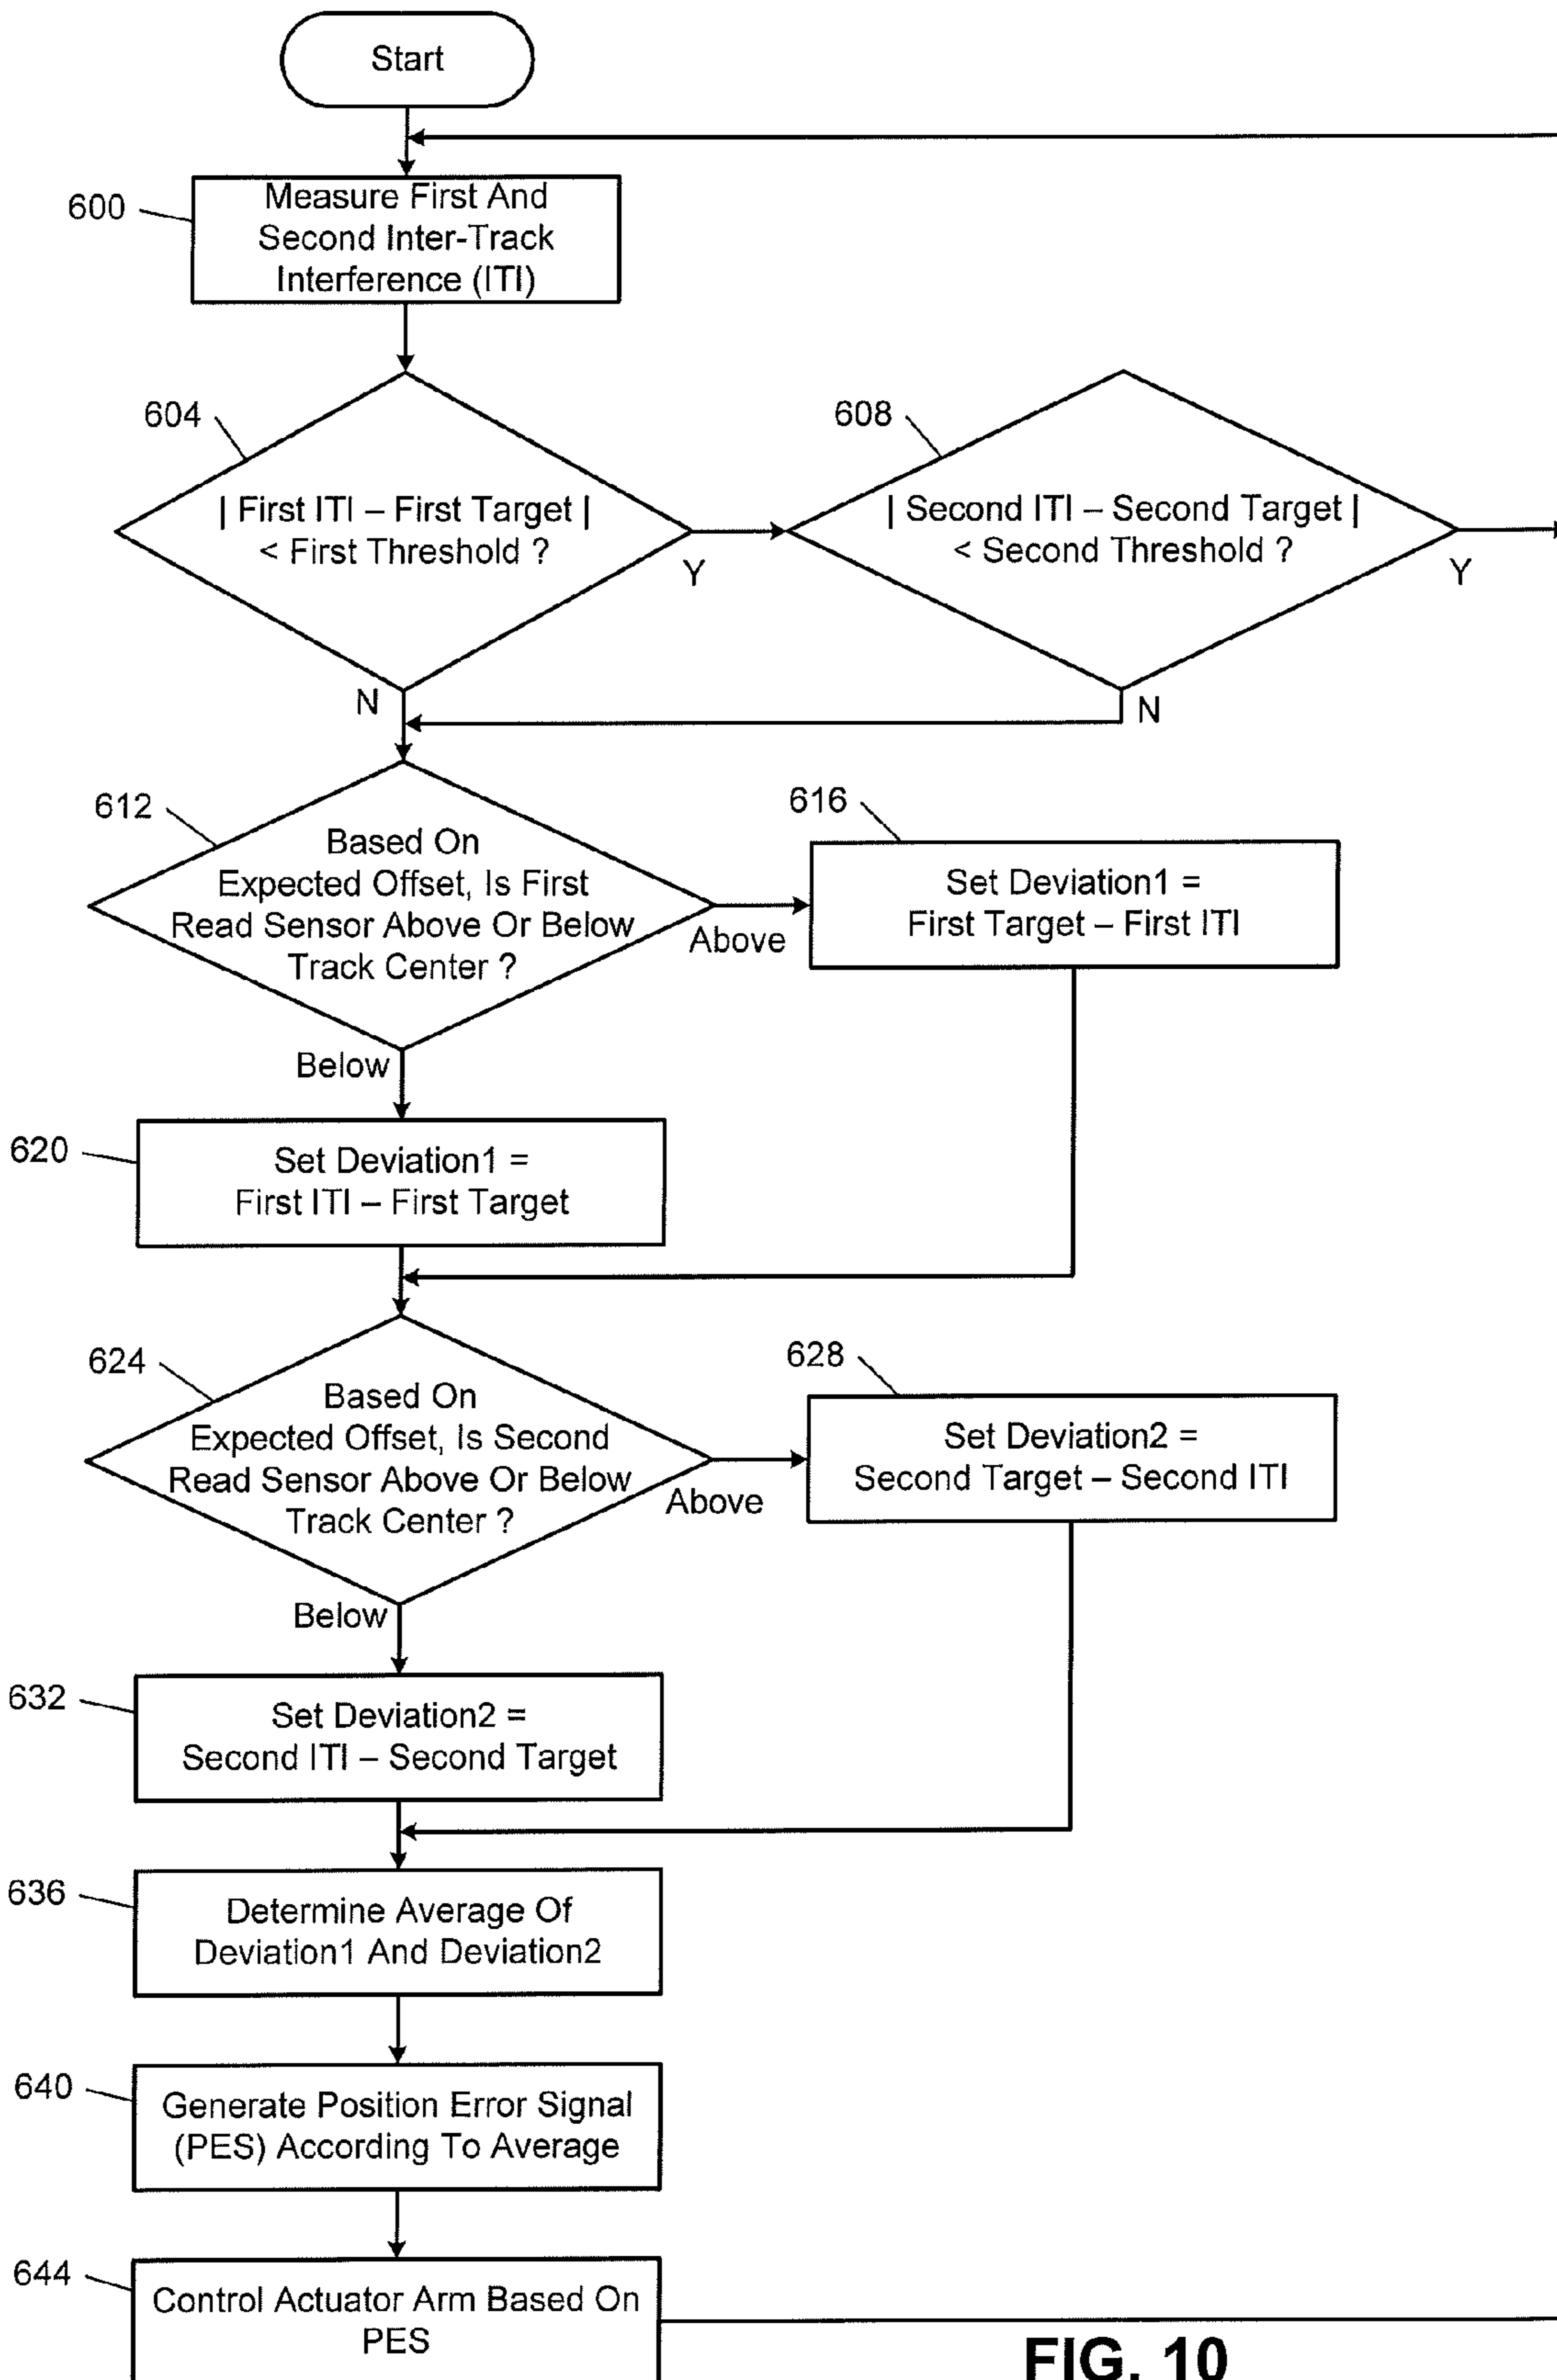 Start
600
Measure First And
Second Inter-Track
Interference (ITI)
604
| First ITI – First Target |
< First Threshold ?
Y
N
608
| Second ITI – Second Target |
< Second Threshold ?
Y
N
612
Based On
Expected Offset, Is First
Read Sensor Above Or Below
Track Center ?
Above
Below
616
Set Deviation1 =
First Target – First ITI
620
Set Deviation1 =
First ITI – First Target
624
Based On
Expected Offset, Is Second
Read Sensor Above Or Below
Track Center ?
Above
Below
628
Set Deviation2 =
Second Target – Second ITI
632
Set Deviation2 =
Second ITI – Second Target
636
Determine Average Of
Deviation1 And Deviation2
640
Generate Position Error Signal
(PES) According To Average
644
Control Actuator Arm Based On
PES
FIG. 10